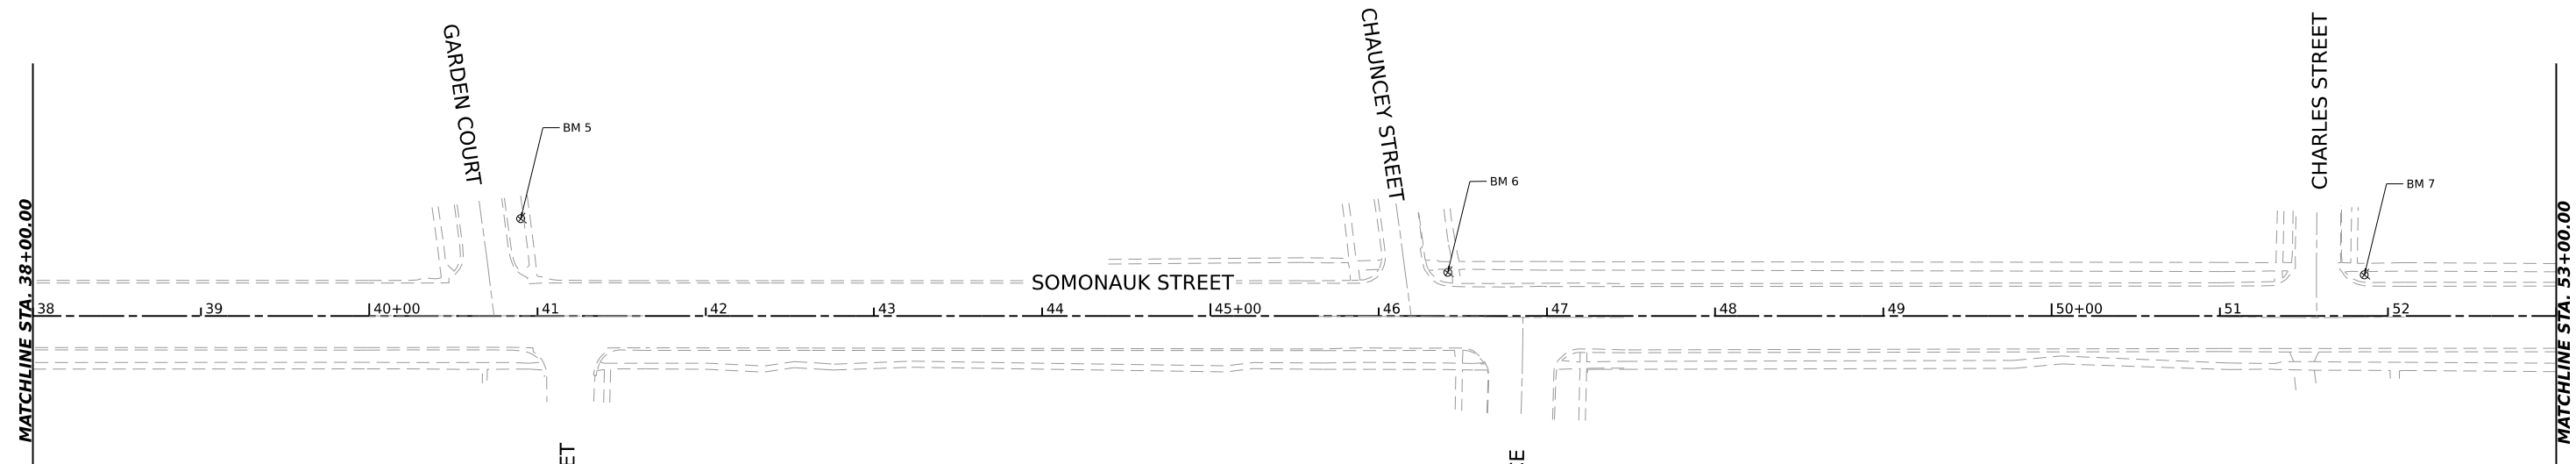 GARDEN COURT
CHAUNCEY STREET
CHARLES STREET
BM 5
BM 6
BM 7
MATCHLINE STA. 38+00.00
SOMONAUK STREET
MATCHLINE STA. 53+00.00
38 39 40+00 41 42 43 44 45+00 46 47 48 49 50+00 51 52
ET